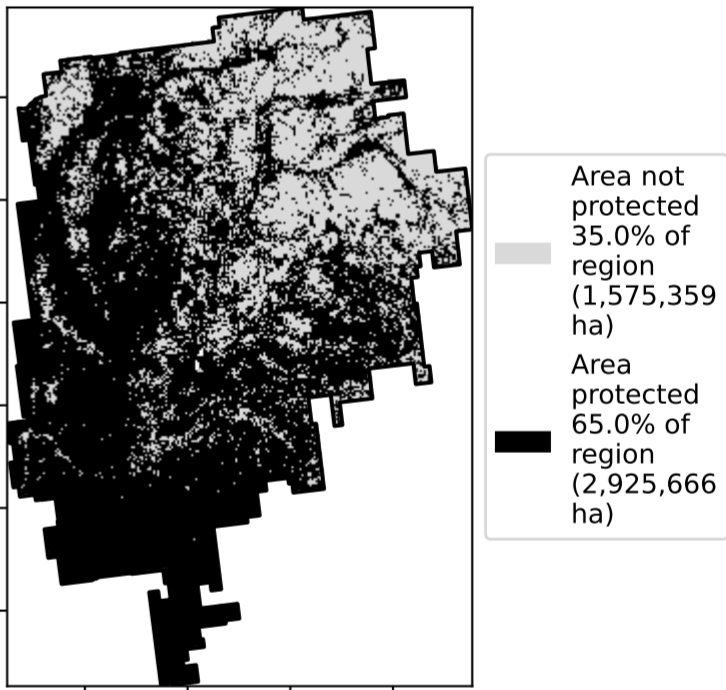 Area not
protected
35.0% of
region
(1,575,359
ha)
Area
protected
65.0% of
region
(2,925,666
ha)